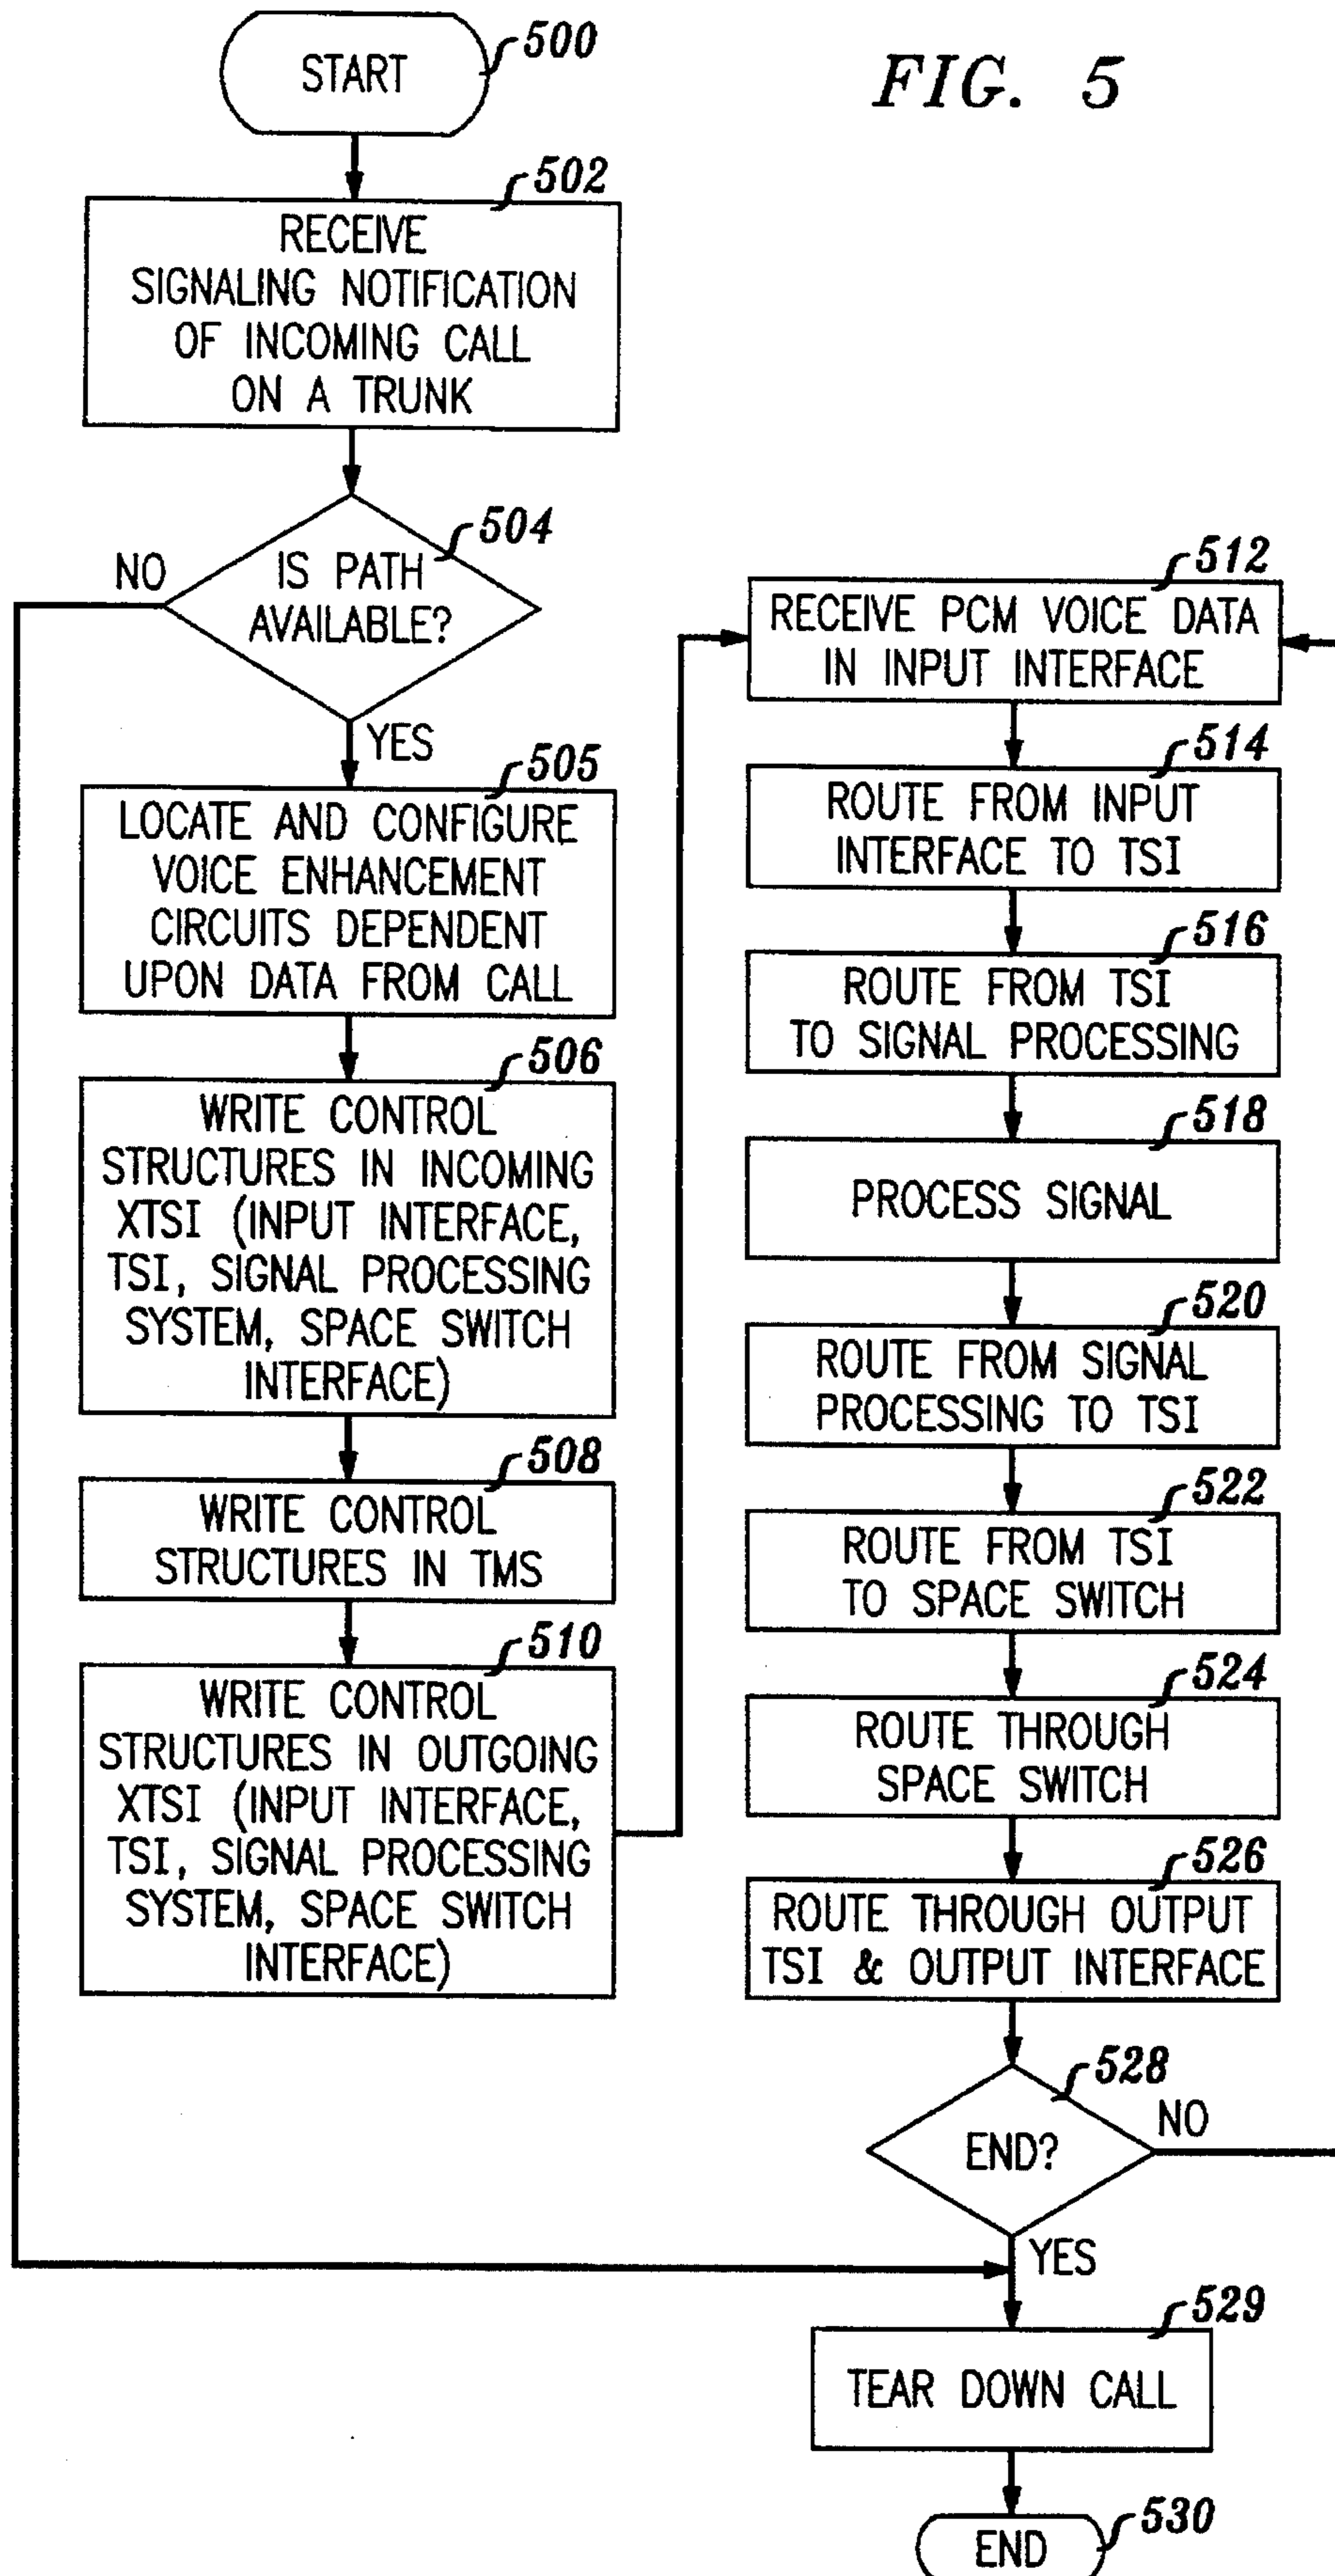 FIG. 5
START
500
502
RECEIVE
SIGNALING NOTIFICATION
OF INCOMING CALL
ON A TRUNK
504
NO
IS PATH
AVAILABLE?
YES
505
LOCATE AND CONFIGURE
VOICE ENHANCEMENT
CIRCUITS DEPENDENT
UPON DATA FROM CALL
506
WRITE CONTROL
STRUCTURES IN INCOMING
XTSI (INPUT INTERFACE,
TSI, SIGNAL PROCESSING
SYSTEM, SPACE SWITCH
INTERFACE)
508
WRITE CONTROL
STRUCTURES IN TMS
510
WRITE CONTROL
STRUCTURES IN OUTGOING
XTSI (INPUT INTERFACE,
TSI, SIGNAL PROCESSING
SYSTEM, SPACE SWITCH
INTERFACE)
512
RECEIVE PCM VOICE DATA
IN INPUT INTERFACE
514
ROUTE FROM INPUT
INTERFACE TO TSI
516
ROUTE FROM TSI
TO SIGNAL PROCESSING
518
PROCESS SIGNAL
520
ROUTE FROM SIGNAL
PROCESSING TO TSI
522
ROUTE FROM TSI
TO SPACE SWITCH
524
ROUTE THROUGH
SPACE SWITCH
526
ROUTE THROUGH OUTPUT
TSI & OUTPUT INTERFACE
528
END?
NO
YES
529
TEAR DOWN CALL
530
END